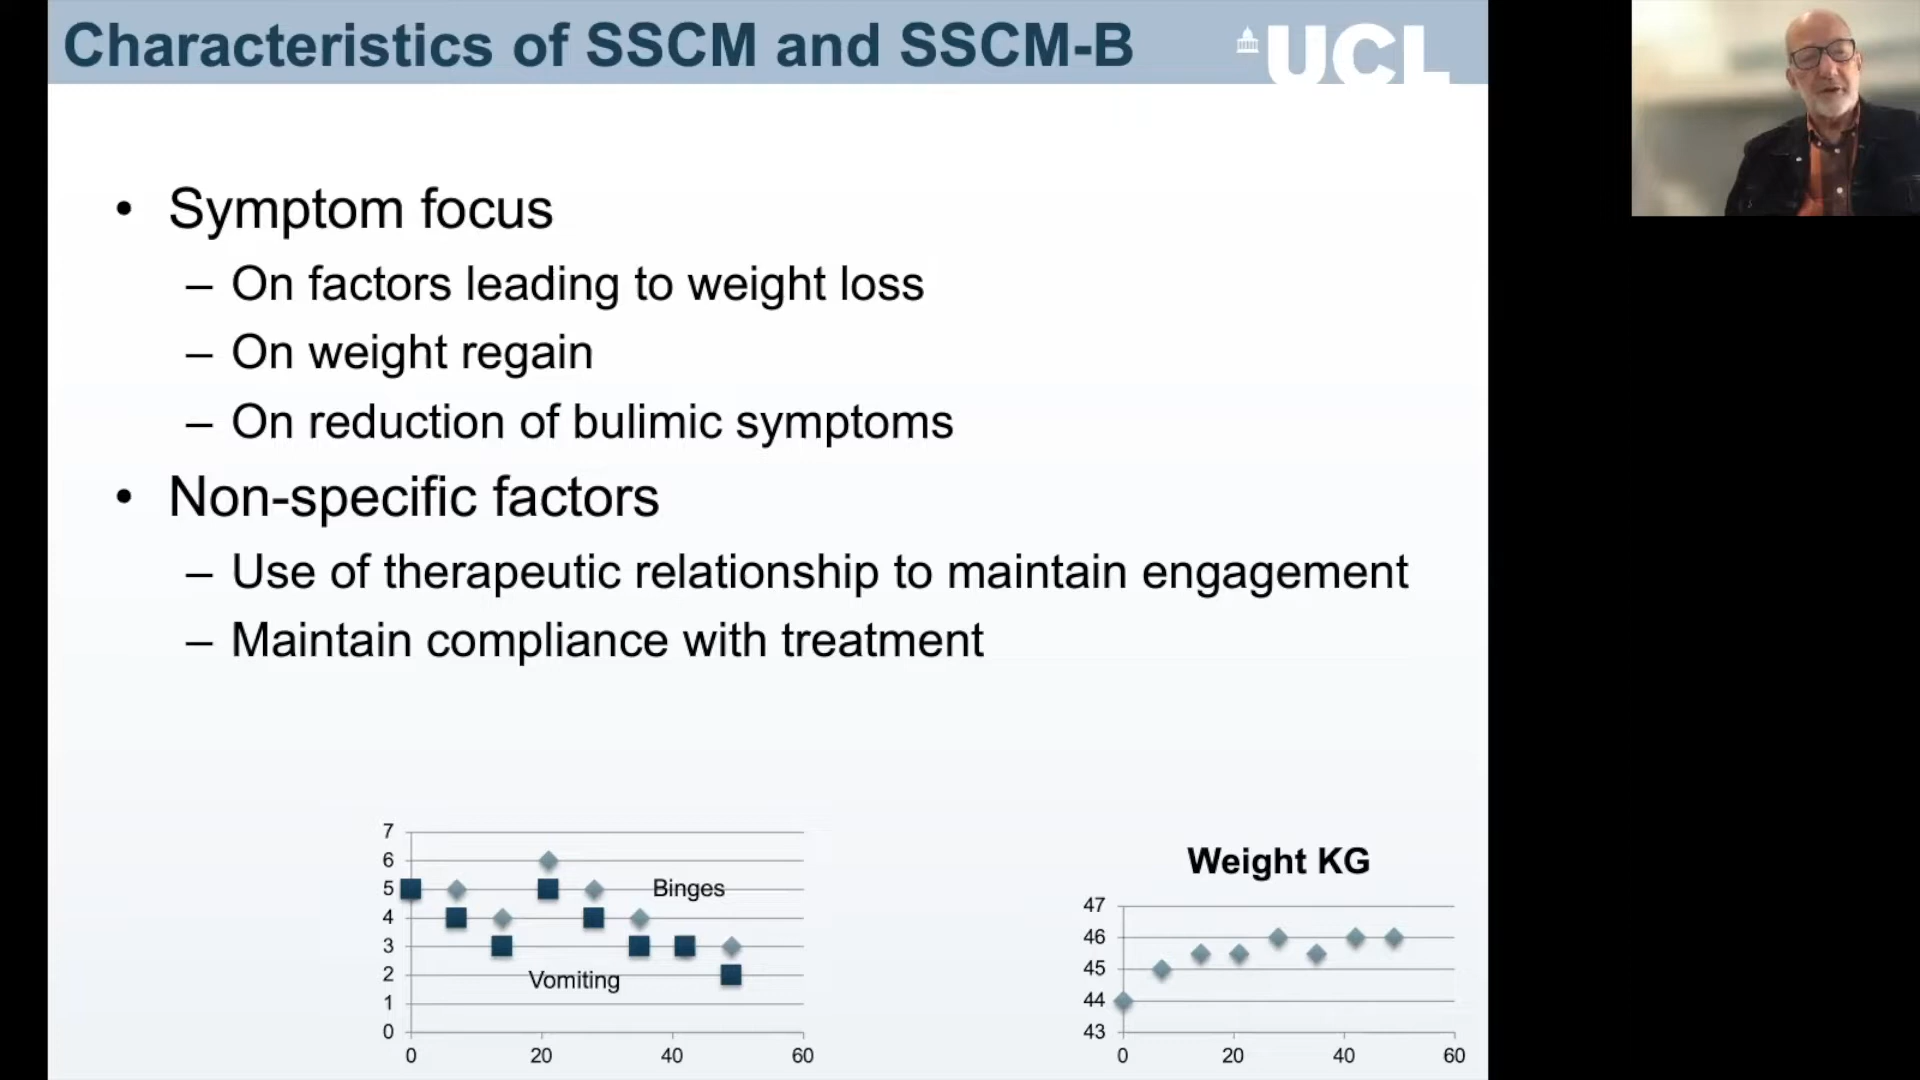 Characteristics of SSCM and SSCM-B
UCL
• Symptom focus
– On factors leading to weight loss
– On weight regain
– On reduction of bulimic symptoms
• Non-specific factors
– Use of therapeutic relationship to maintain engagement
– Maintain compliance with treatment
7
6
5
4
3
2
1
0
Binges
Vomiting
0 20 40 60
Weight KG
47
46
45
44
43
0 20 40 60